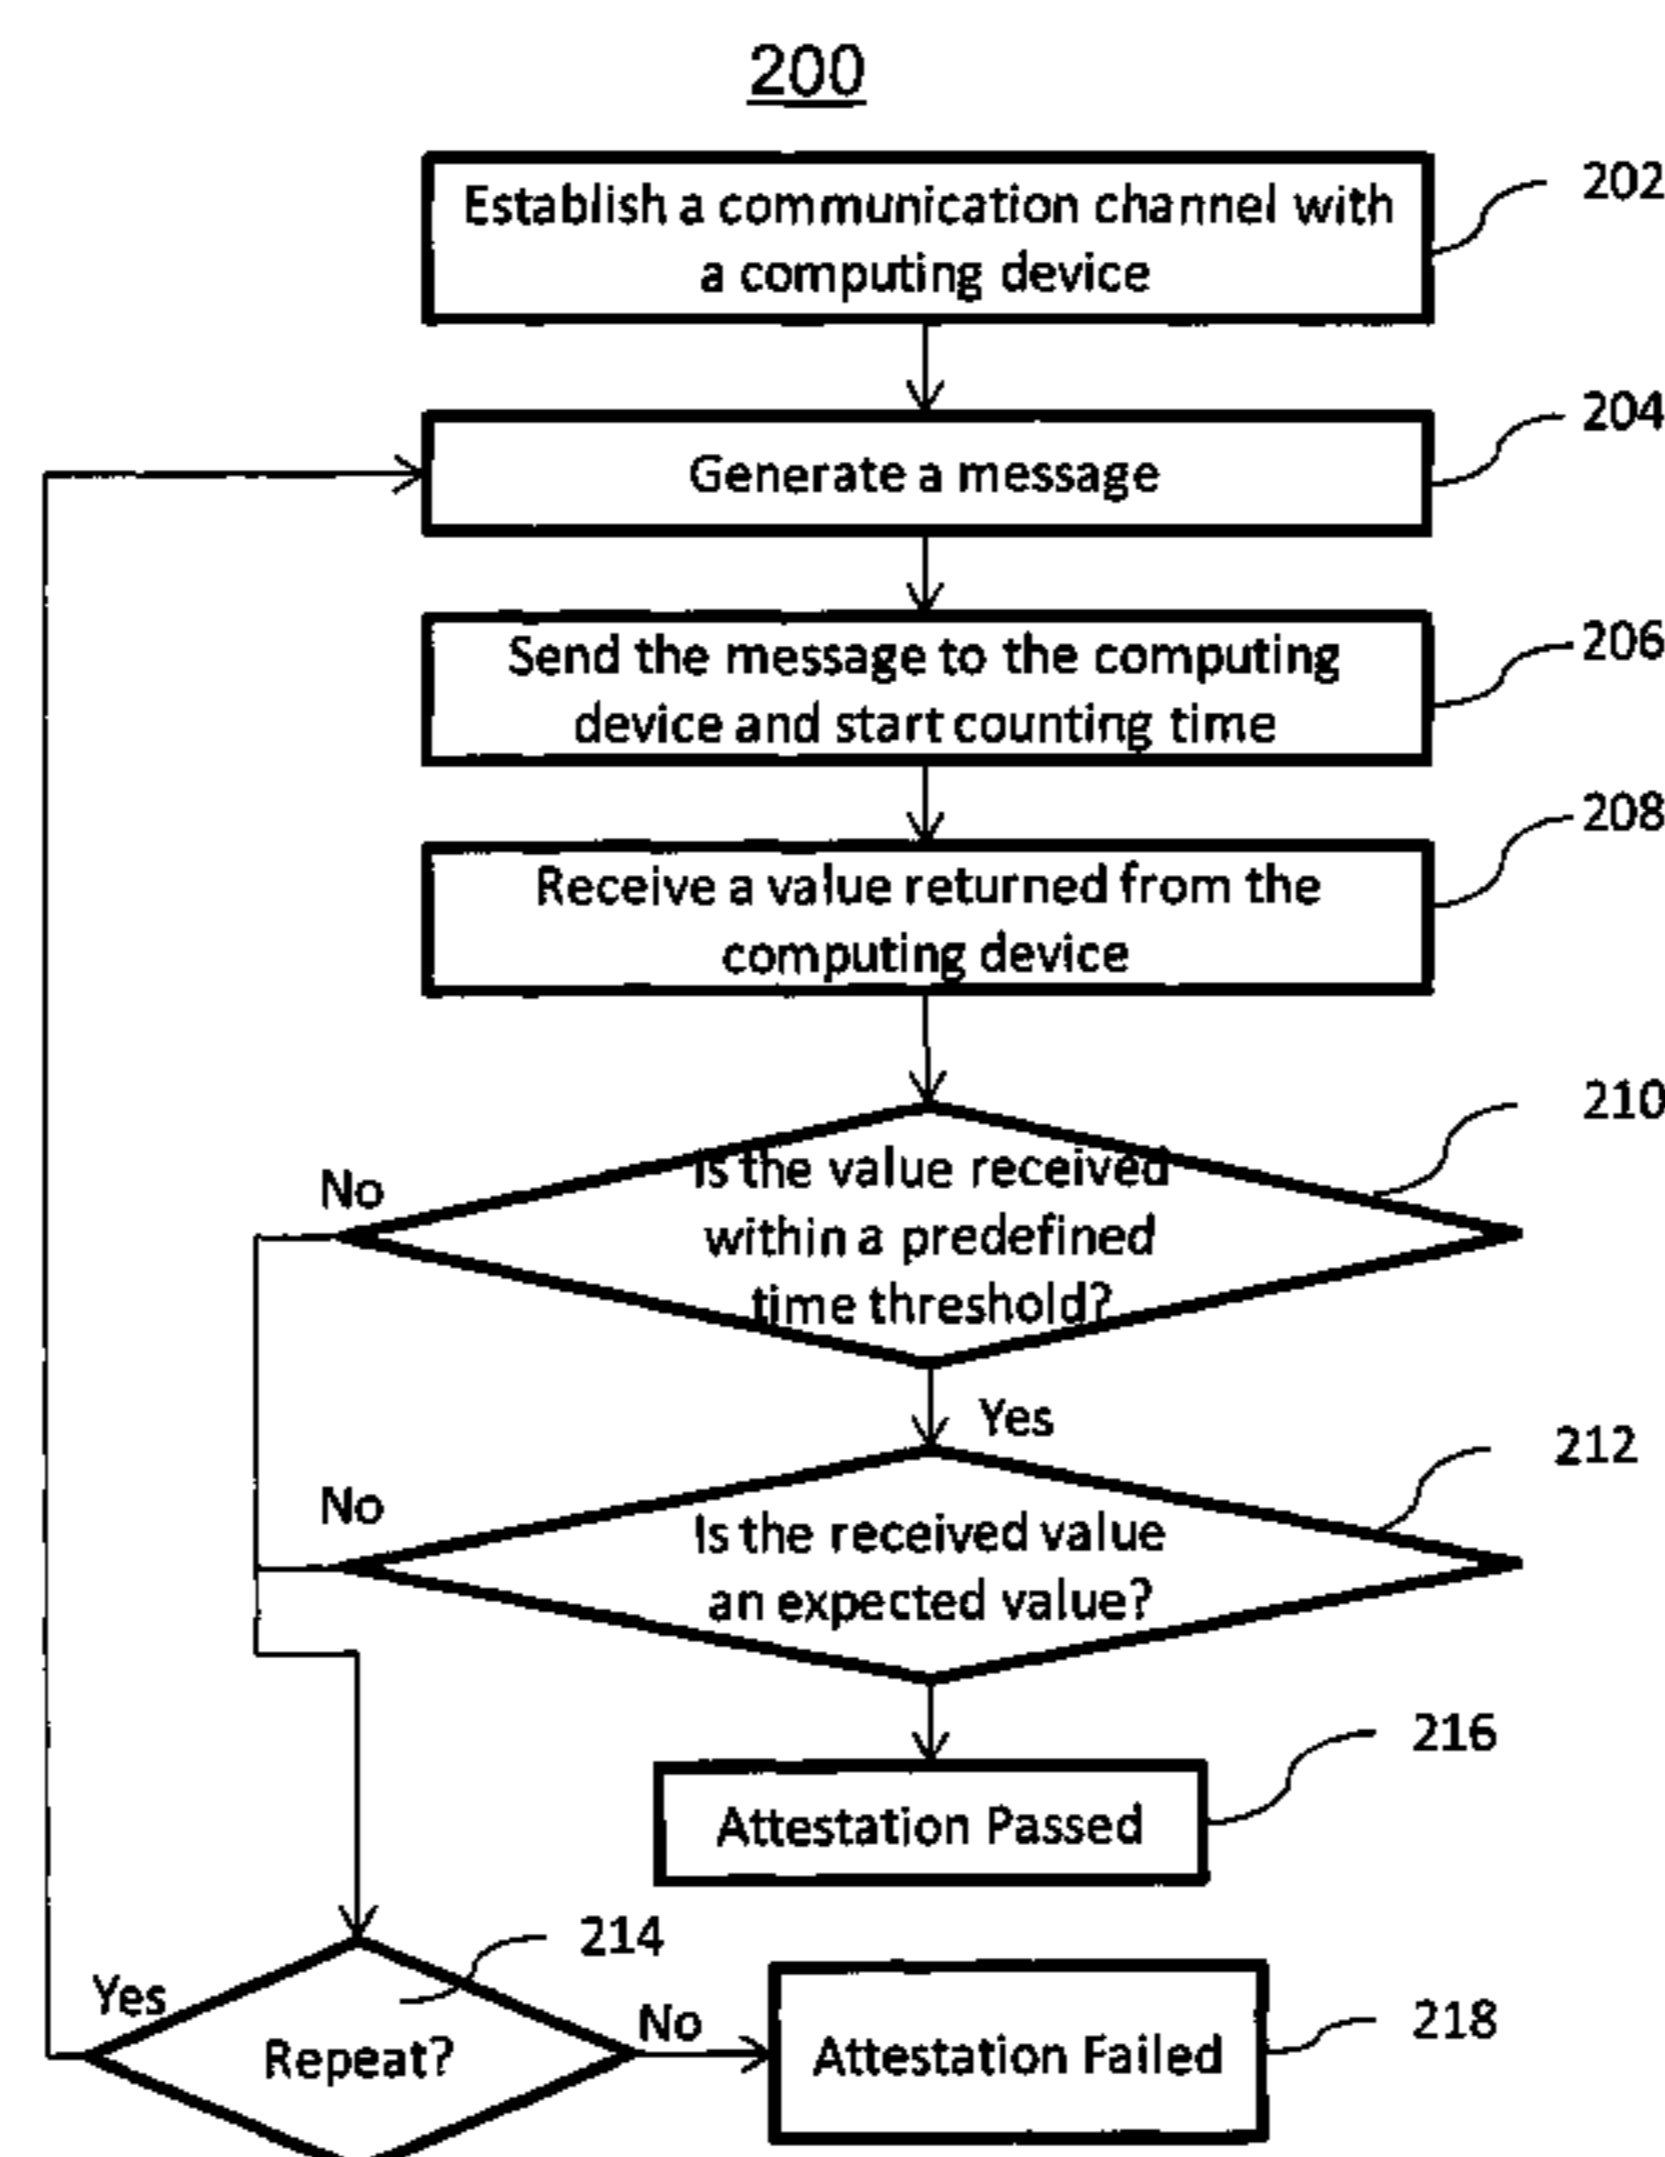 200
Establish a communication channel with
a computing device
202
Generate a message
204
Send the message to the computing
device and start counting time
206
Receive a value returned from the
computing device
208
Is the value received
within a predefined
time threshold?
210
No
Yes
Is the received value
an expected value?
212
No
Attestation Passed
216
Repeat?
214
Yes
No
Attestation Failed
218